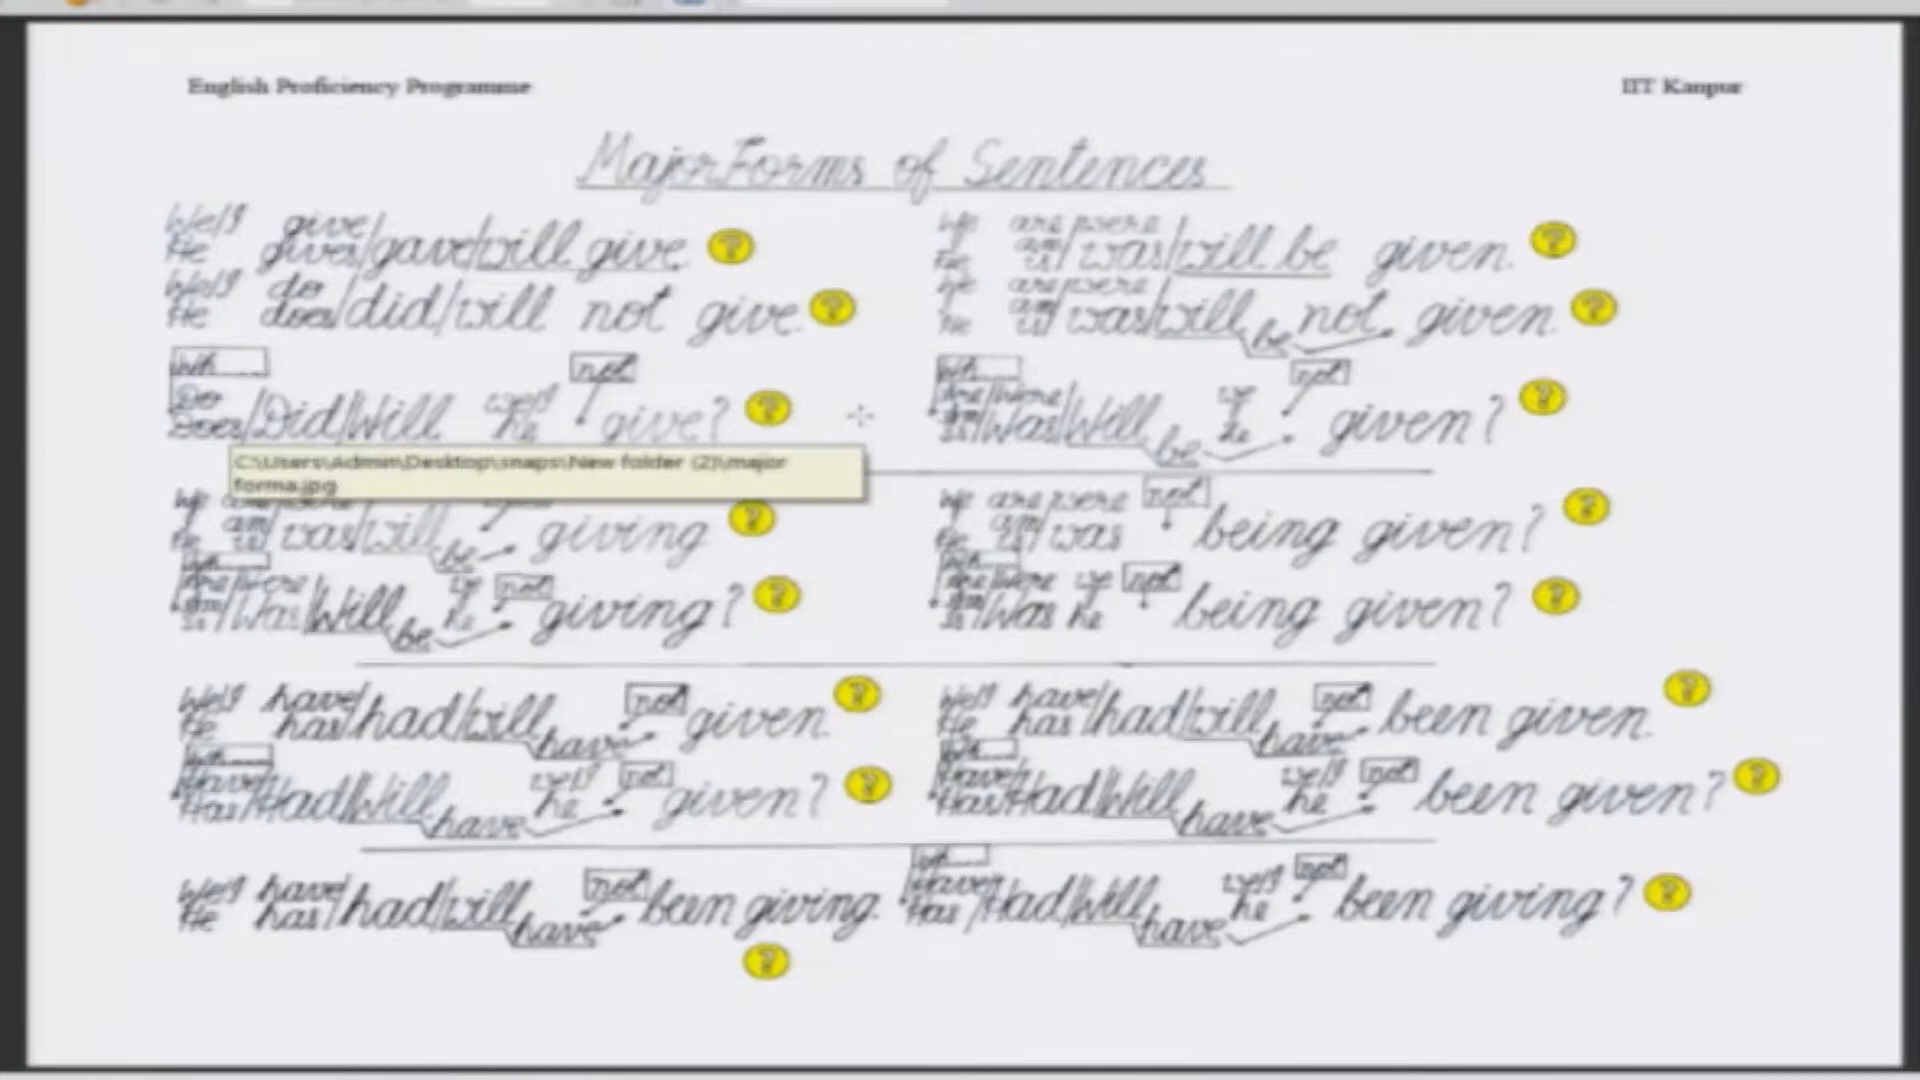 English Proficiency Programme
IIT Kanpur
Major Forms of Sentences
We/I give
He gives/gave/will give.
We are/were
I am
He is/was/will be given.
We/I do
He does/did/will not give.
We are/were
I am
He is/was/will be not given.
Wh
Do
Does/Did/Will we/I he not give?
Wh
Are/Were
Am
Is/Was/Will be we I he not given?
C:\Users\Admin\Desktop\snaps\New folder (2)\major
forma.jpg
We are/were
I am
He is/was/will be giving
We are/were not
I am
He is/was being given?
Are/Were
Am
Is/Was/Will be we he not giving?
Are/Were
Am
Is/Was we he not being given?
We/I have
He has/had/will have not given.
We/I have
He has/had/will have not been given.
Have
Has/Had/Will have we/I he not given?
Have
Has/Had/Will have we/I he not been given?
We/I have
He has/had/will have not been giving.
Wh
Have
Has/Had/Will have we/I he not been giving?